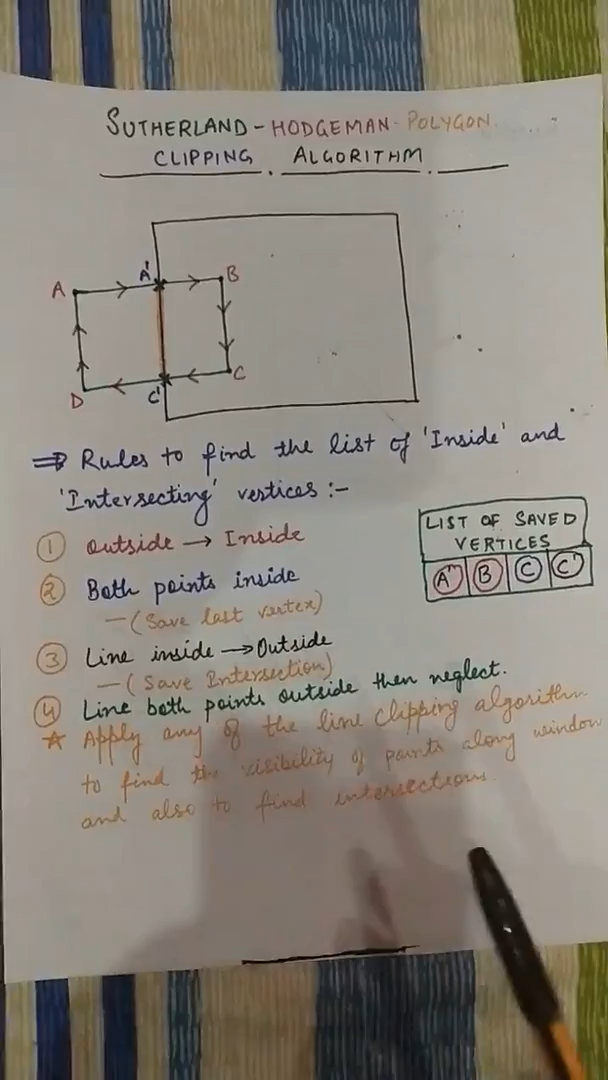 SUTHERLAND-HODGEMAN-POLYGON
CLIPPING ALGORITHM
A
A'
B
C
C'
D
⇒ Rules to find the list of 'Inside' and
'Intersecting' vertices :-
① Outside → Inside
② Both points inside
— (Save last vertex)
③ Line inside → Outside
— (Save Intersection)
④ Line both points outside then neglect.
☆ Apply any of the line clipping algorithm
to find the visibility of points along window
and also to find intersections.
LIST OF SAVED
VERTICES
A' B C C'